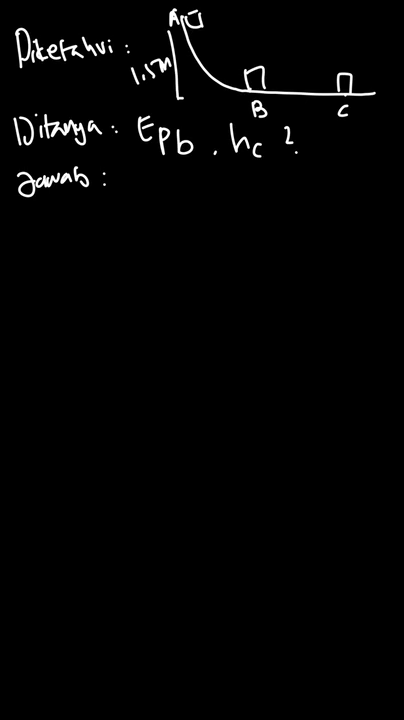 Diketahui :
A
1.5m
B C
Ditanya : Epb . hc ?
Jawab :